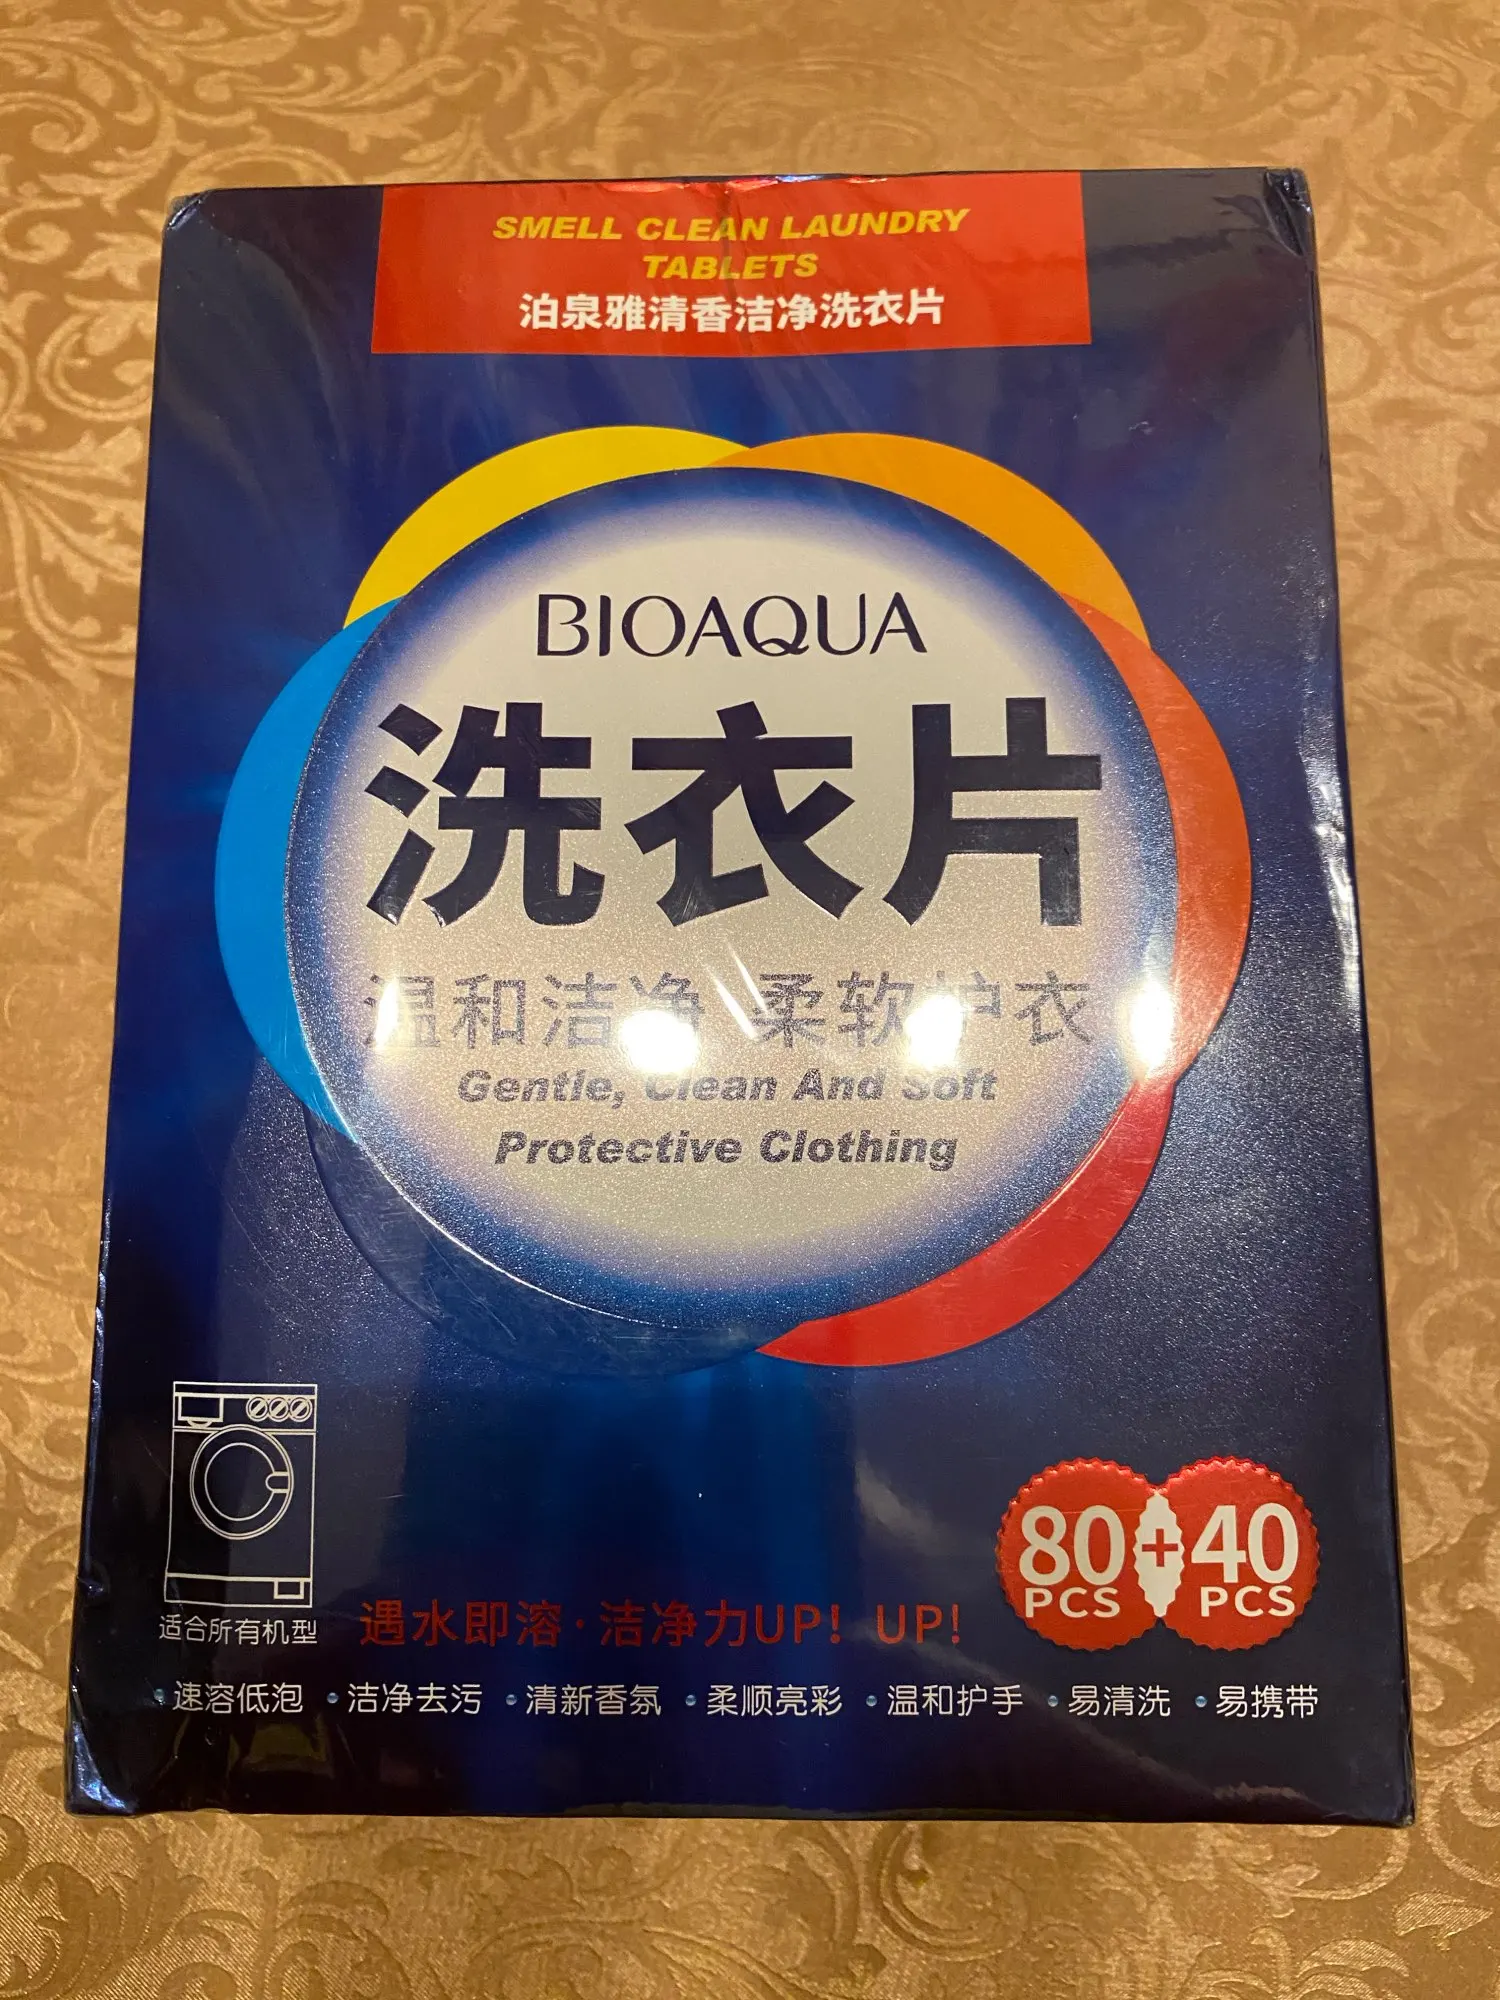 SMELL CLEAN LAUNDRY
TABLETS
泊泉雅清香洁净洗衣片
BIOAQUA
洗衣片
温和洁净 柔软护衣
Gentle, Clean And Soft
Protective Clothing
80 + 40
PCS PCS
适合所有机型
遇水即溶·洁净力UP! UP!
•速溶低泡 •洁净去污 •清新香氛 •柔顺亮彩 •温和护手 •易清洗 •易携带